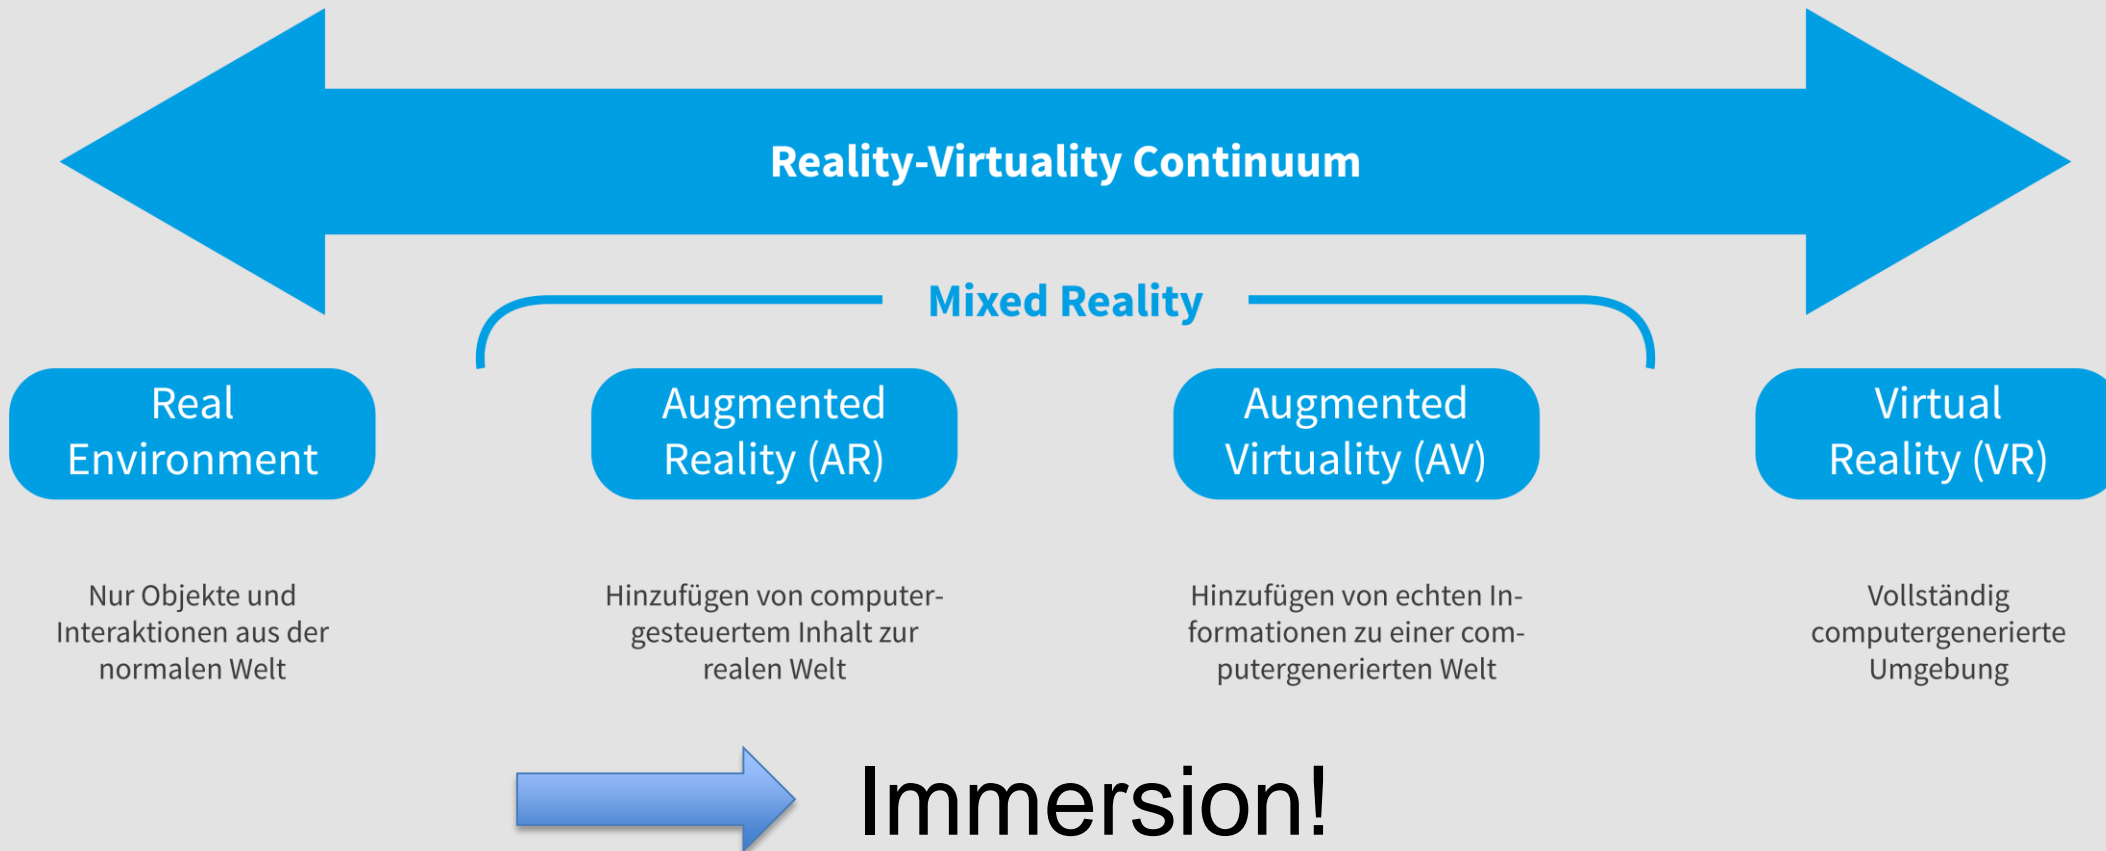 Reality-Virtuality Continuum
Mixed Reality
Real
Environment
Augmented
Reality (AR)
Augmented
Virtuality (AV)
Virtual
Reality (VR)
Nur Objekte und
Interaktionen aus der
normalen Welt
Hinzufügen von computer-
gesteuertem Inhalt zur
realen Welt
Hinzufügen von echten In-
formationen zu einer com-
putergenerierten Welt
Vollständig
computergenerierte
Umgebung
Immersion!